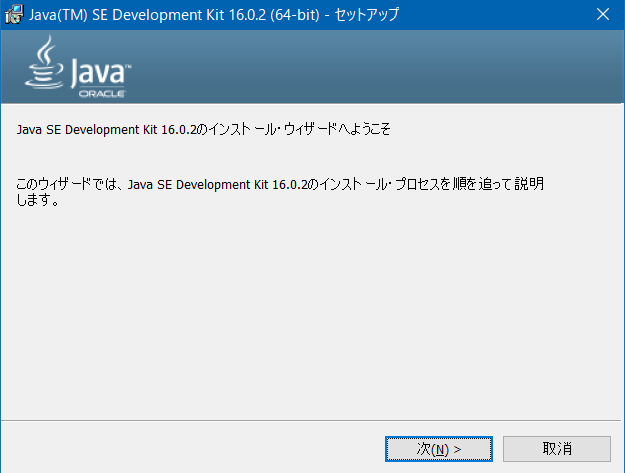 Java(TM) SE Development Kit 16.0.2 (64-bit) - セットアップ
Java™
ORACLE
Java SE Development Kit 16.0.2のインストール・ウィザードへようこそ
このウィザードでは、Java SE Development Kit 16.0.2のインストール・プロセスを順を追って説明
します。
次(N) >
取消